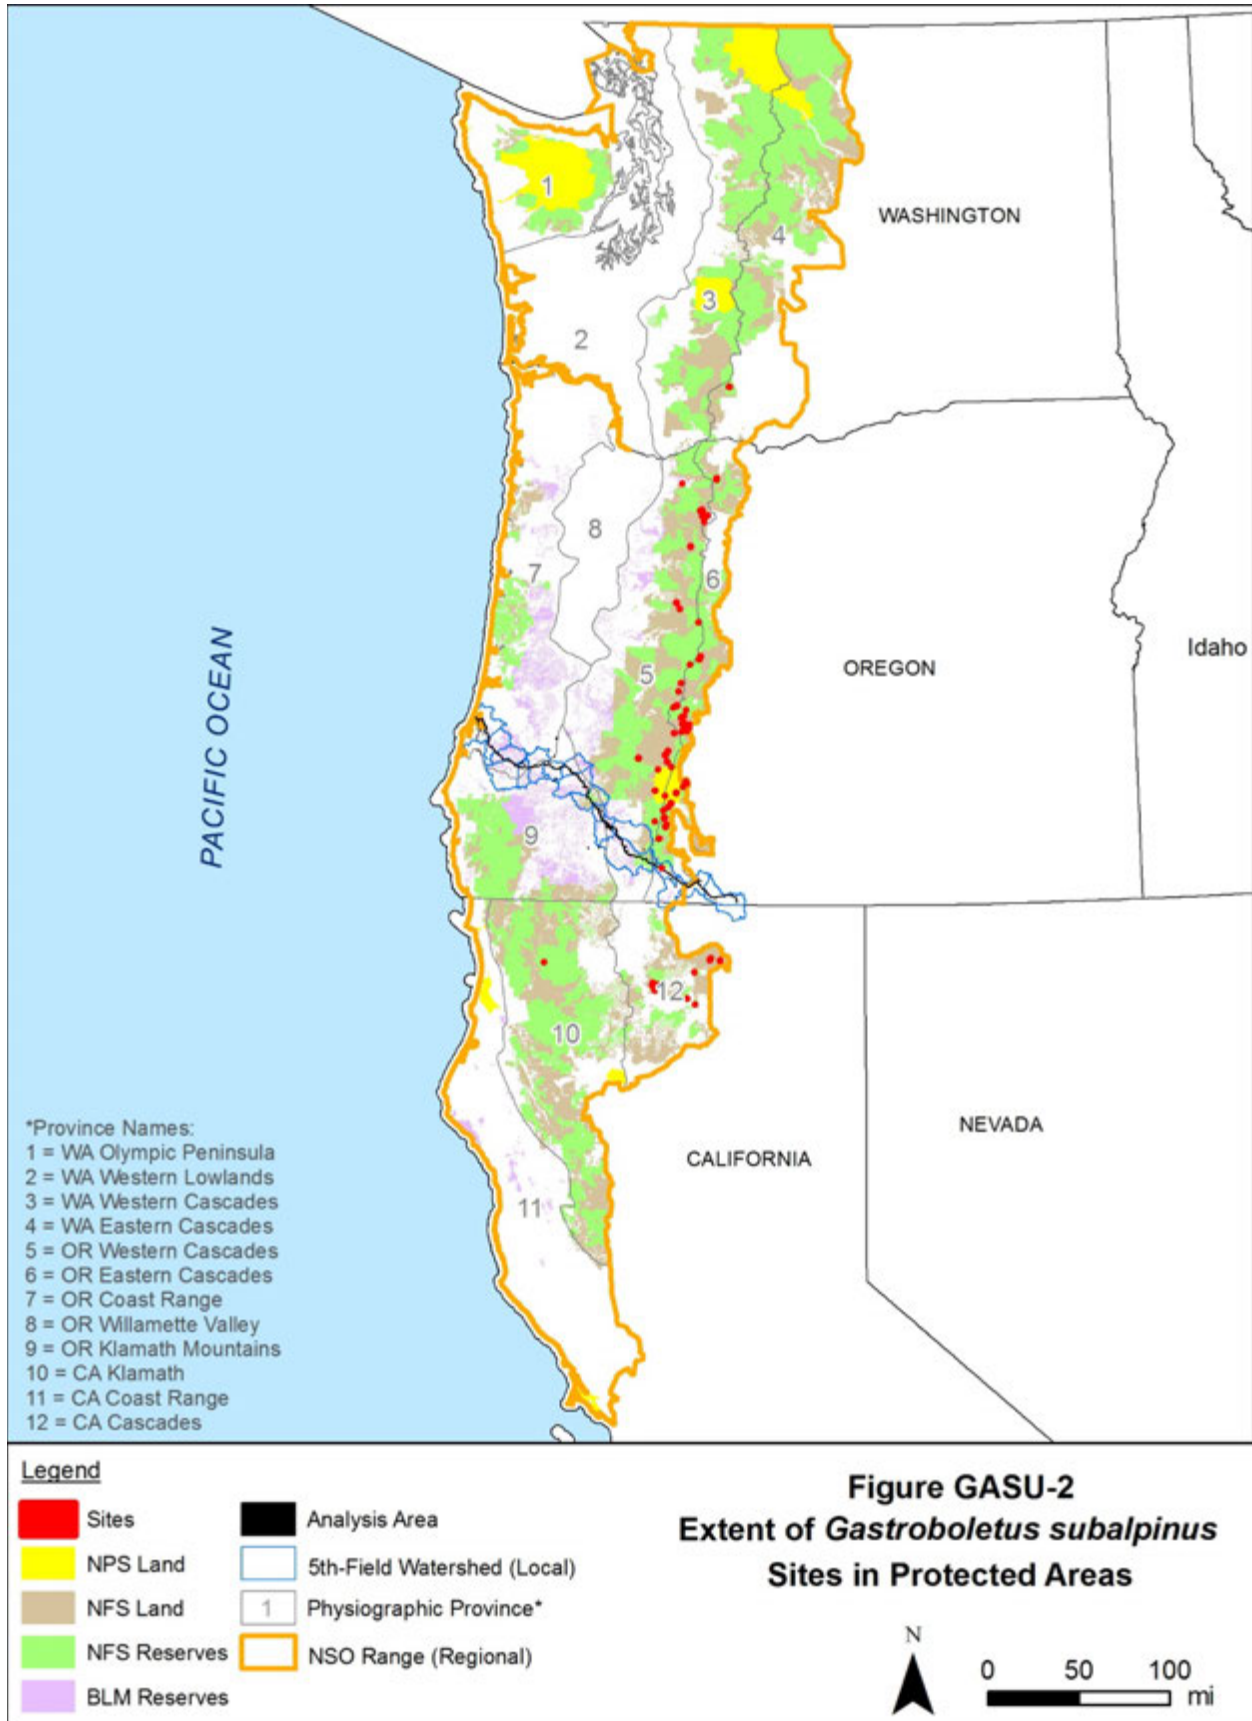 WASHINGTON
1
4
3
2
8
7
6
Idaho
5
OREGON
PACIFIC OCEAN
9
12
10
*Province Names:
1 = WA Olympic Peninsula
2 = WA Western Lowlands
3 = WA Western Cascades
4 = WA Eastern Cascades
5 = OR Western Cascades
6 = OR Eastern Cascades
7 = OR Coast Range
8 = OR Willamette Valley
9 = OR Klamath Mountains
10 = CA Klamath
11 = CA Coast Range
12 = CA Cascades
NEVADA
CALIFORNIA
11
Legend
Sites
NPS Land
NFS Land
NFS Reserves
BLM Reserves
Analysis Area
5th-Field Watershed (Local)
1
Physiographic Province*
NSO Range (Regional)
Figure GASU-2
Extent of Gastroboletus subalpinus
Sites in Protected Areas
N
0 50 100
mi